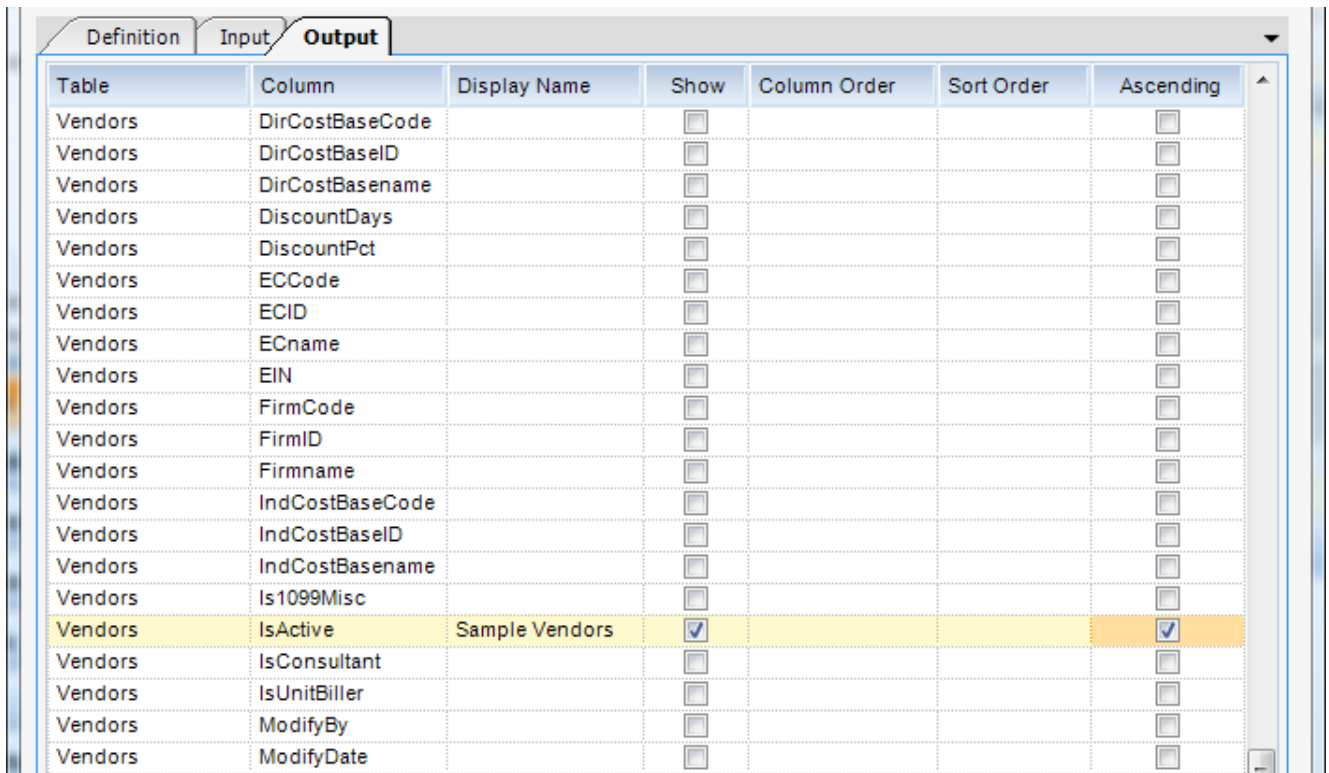 Definition Input Output
Table Column Display Name Show Column Order Sort Order Ascending
Vendors DirCostBaseCode
Vendors DirCostBaseID
Vendors DirCostBasename
Vendors DiscountDays
Vendors DiscountPct
Vendors ECCode
Vendors ECID
Vendors ECname
Vendors EIN
Vendors FirmCode
Vendors FirmID
Vendors Firmname
Vendors IndCostBaseCode
Vendors IndCostBaseID
Vendors IndCostBasename
Vendors Is1099Misc
Vendors IsActive Sample Vendors
Vendors IsConsultant
Vendors IsUnitBiller
Vendors ModifyBy
Vendors ModifyDate